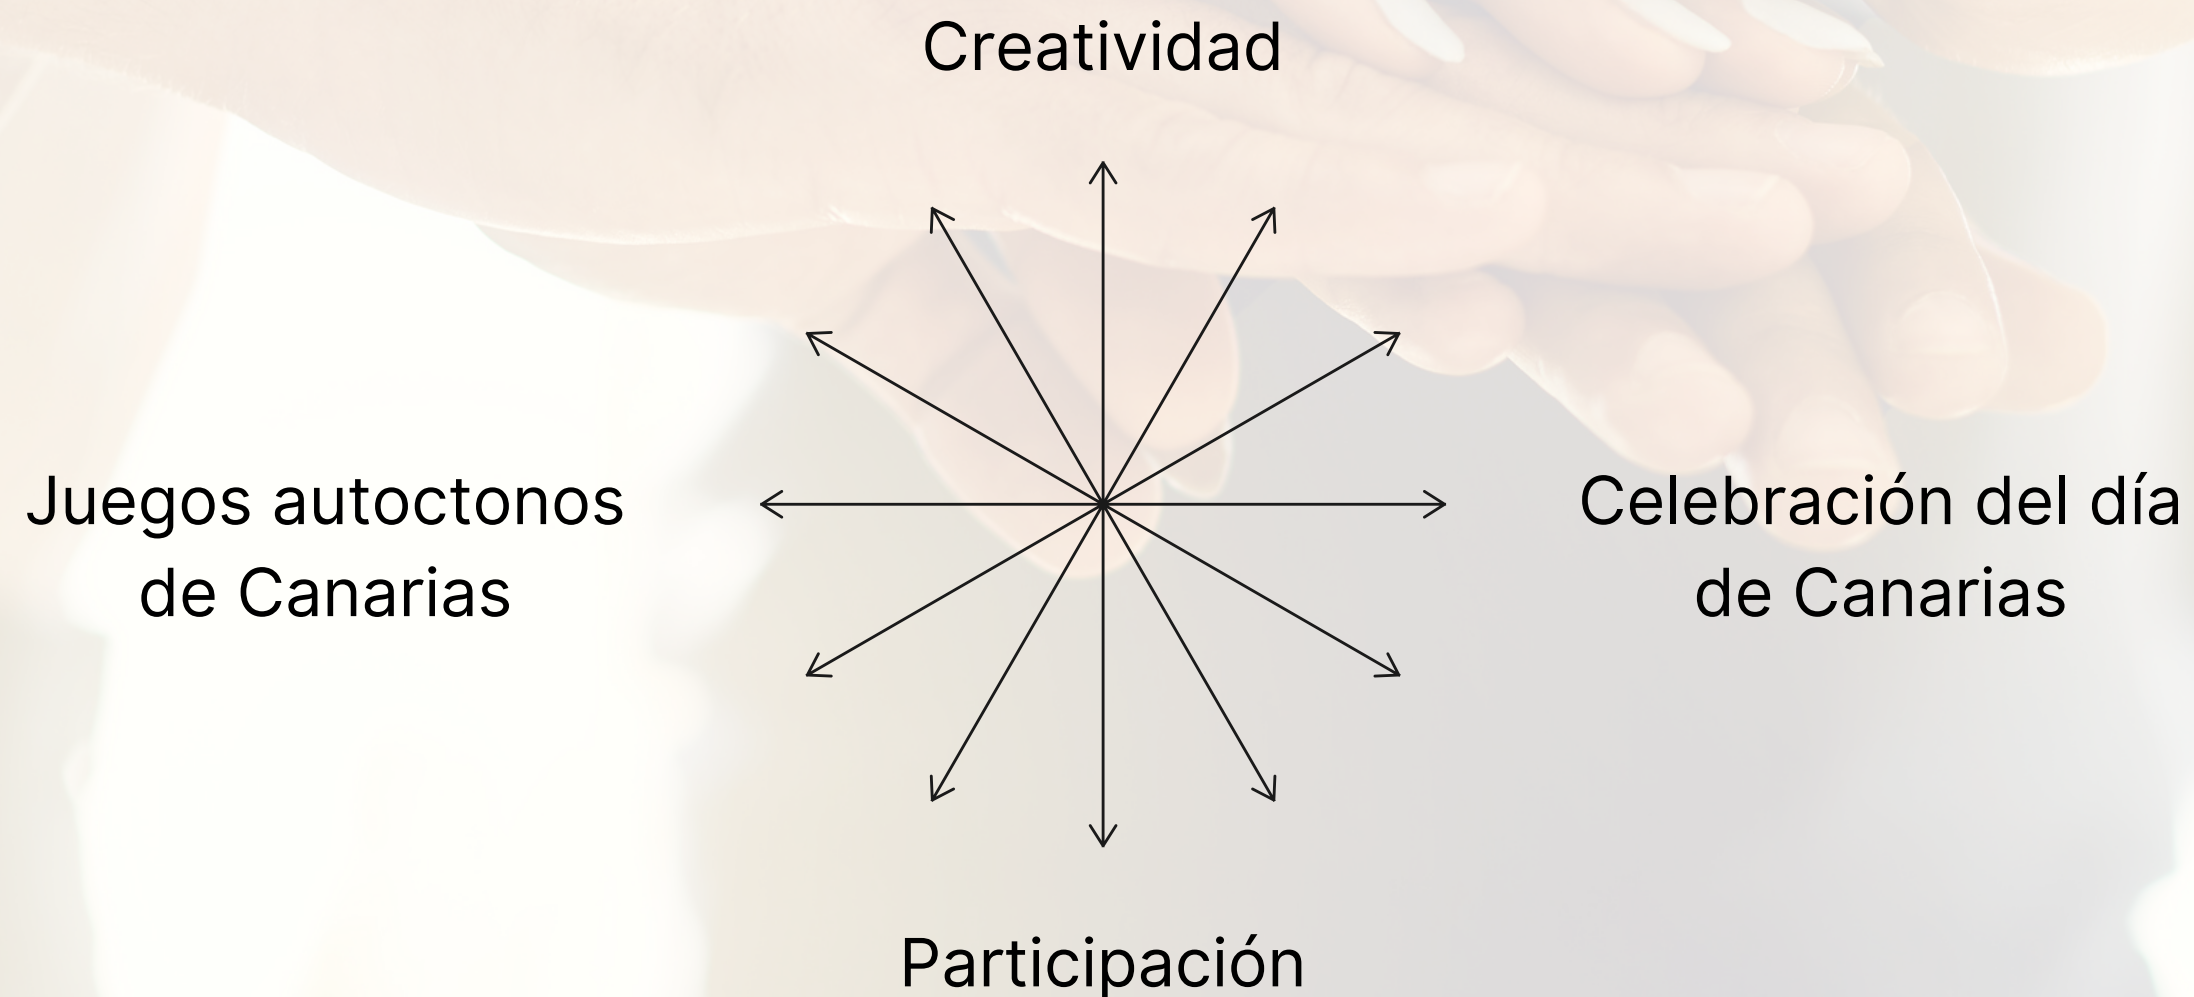 Creatividad
Juegos autoctonos
de Canarias
Celebración del día
de Canarias
Participación